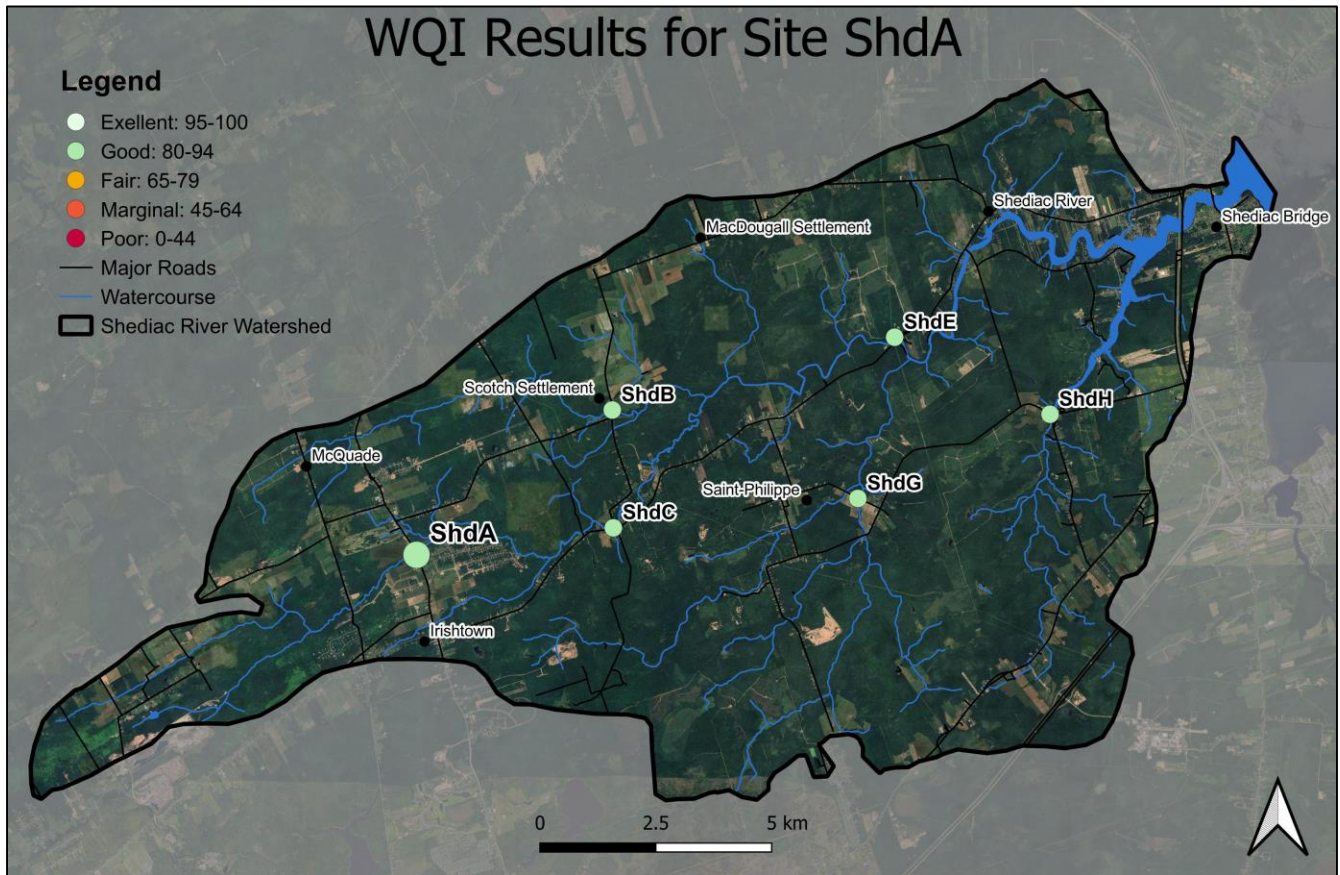 WQI Results for Site ShdA
Legend
Exellent: 95-100
Good: 80-94
Fair: 65-79
Marginal: 45-64
Poor: 0-44
Major Roads
Watercourse
Shediac River Watershed
Shediac River
Shediac Bridge
MacDougall Settlement
ShdE
Scotch Settlement
ShdB
ShdH
McQuade
Saint-Philippe
ShdG
ShdC
ShdA
Irishtown
0 2.5 5 km